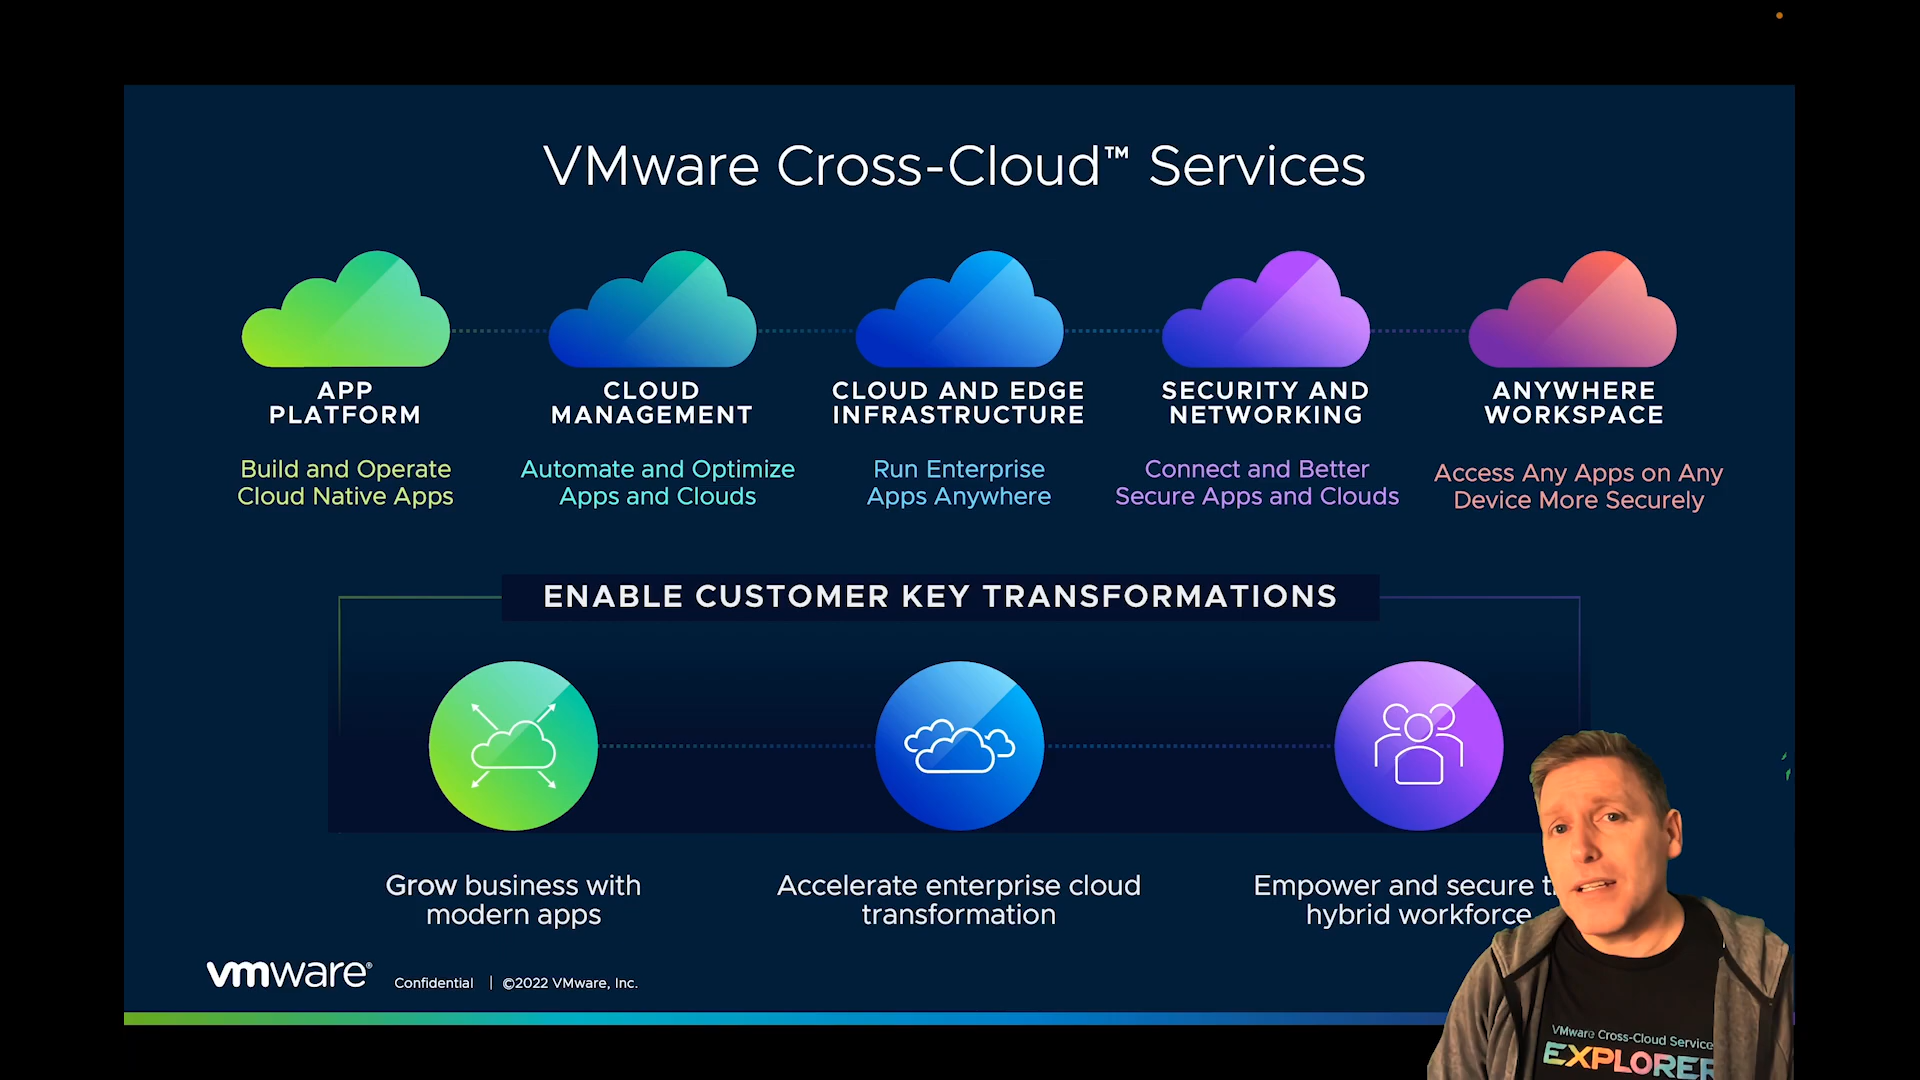 VMware Cross-Cloud™ Services
APP
PLATFORM
Build and Operate
Cloud Native Apps
CLOUD
MANAGEMENT
Automate and Optimize
Apps and Clouds
CLOUD AND EDGE
INFRASTRUCTURE
Run Enterprise
Apps Anywhere
SECURITY AND
NETWORKING
Connect and Better
Secure Apps and Clouds
ANYWHERE
WORKSPACE
Access Any Apps on Any
Device More Securely
ENABLE CUSTOMER KEY TRANSFORMATIONS
Grow business with
modern apps
Accelerate enterprise cloud
transformation
Empower and secure
hybrid workforce
vmware® Confidential | ©2022 VMware, Inc.
VMware Cross-Cloud Service
EXPLORER